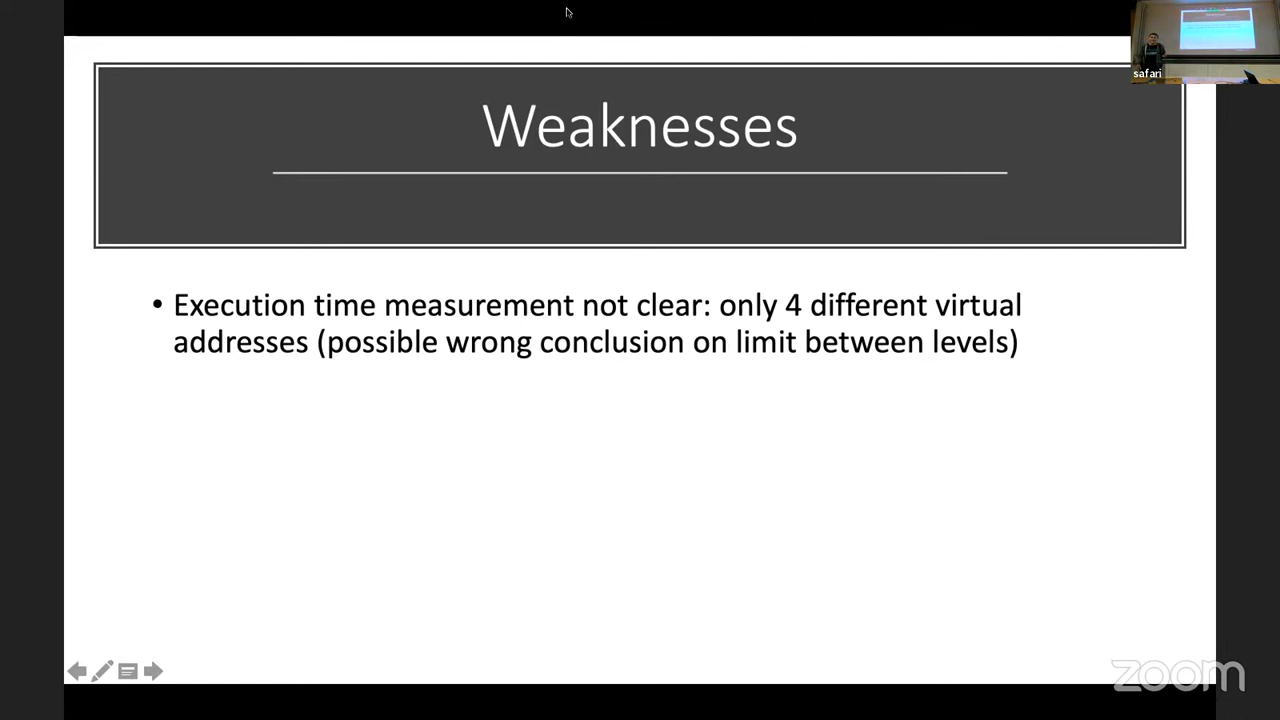 safari
Weaknesses
• Execution time measurement not clear: only 4 different virtual
addresses (possible wrong conclusion on limit between levels)
zoom